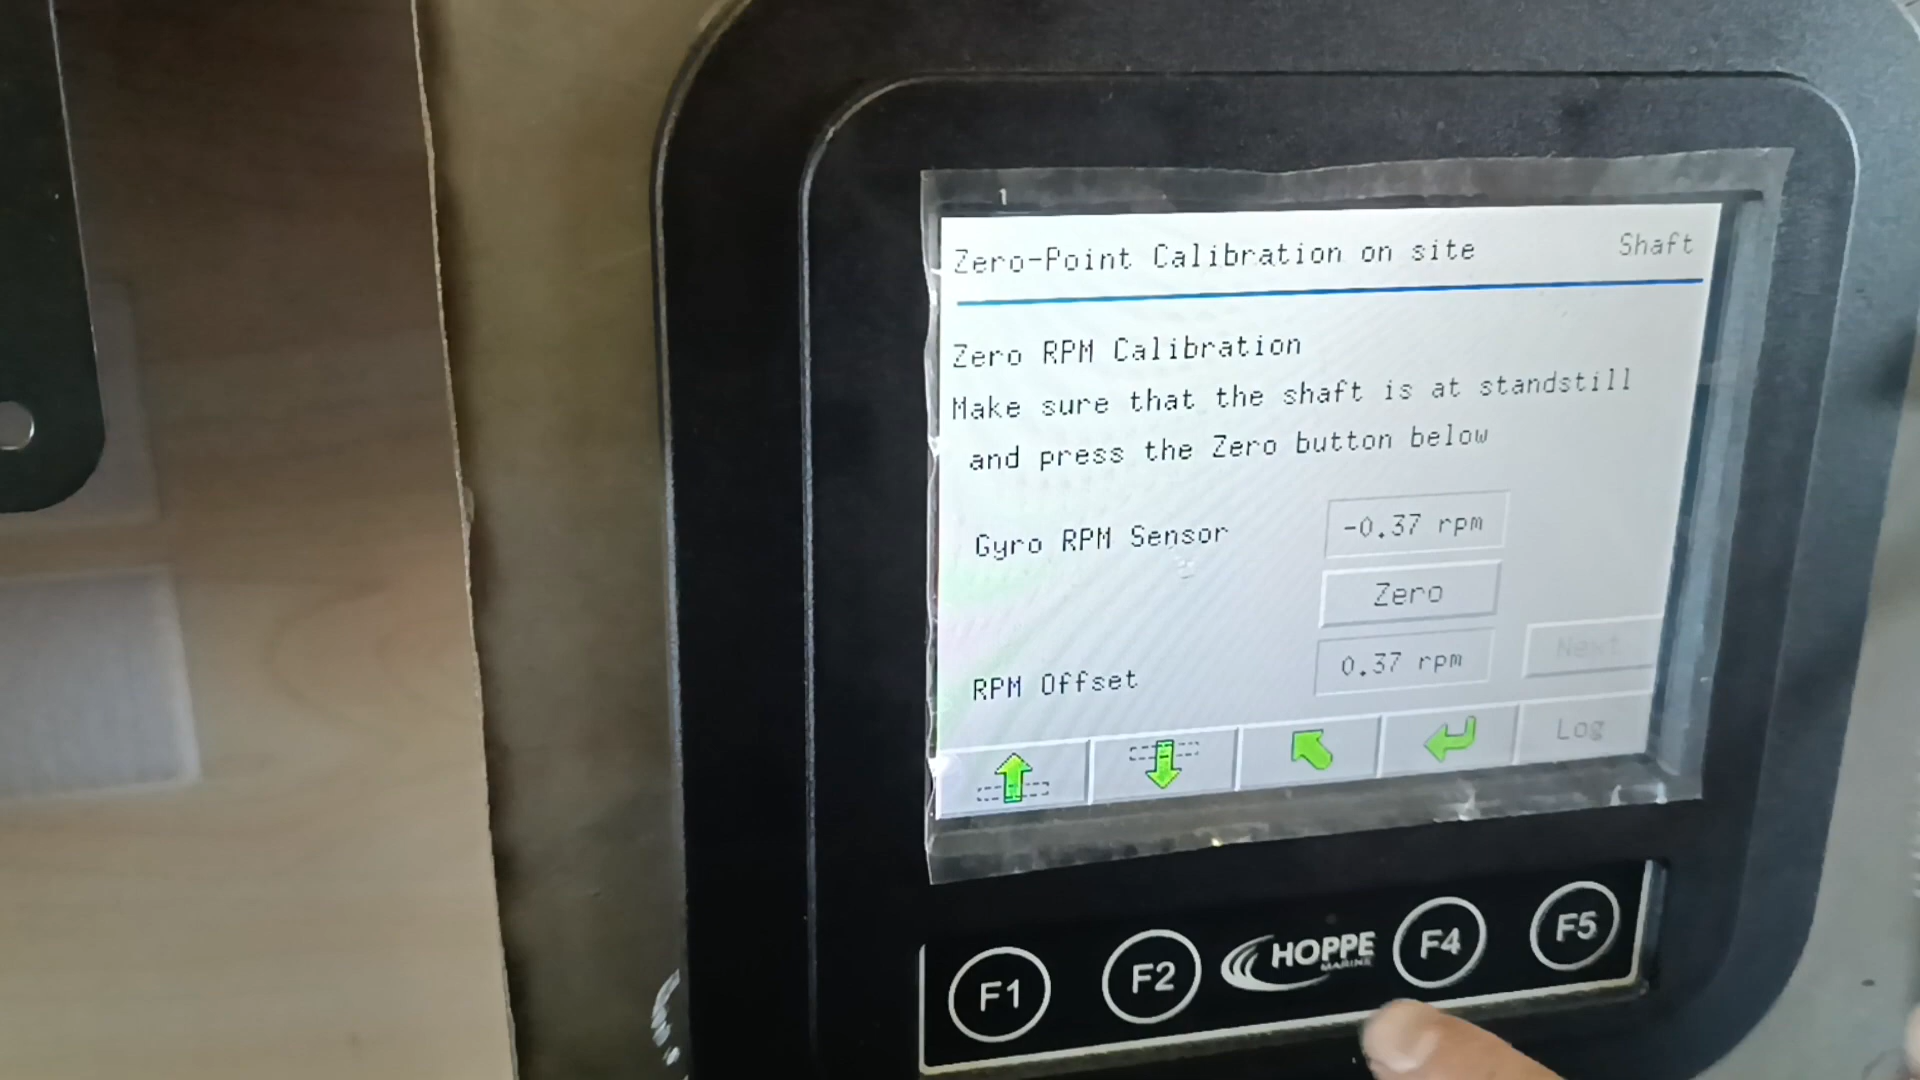 1
Zero-Point Calibration on site
Shaft
Zero RPM Calibration
Make sure that the shaft is at standstill
and press the Zero button below
Gyro RPM Sensor
-0.37 rpm
Zero
RPM Offset
0.37 rpm
Next
Log
F1
F2
HOPPE
MARINE
F4
F5